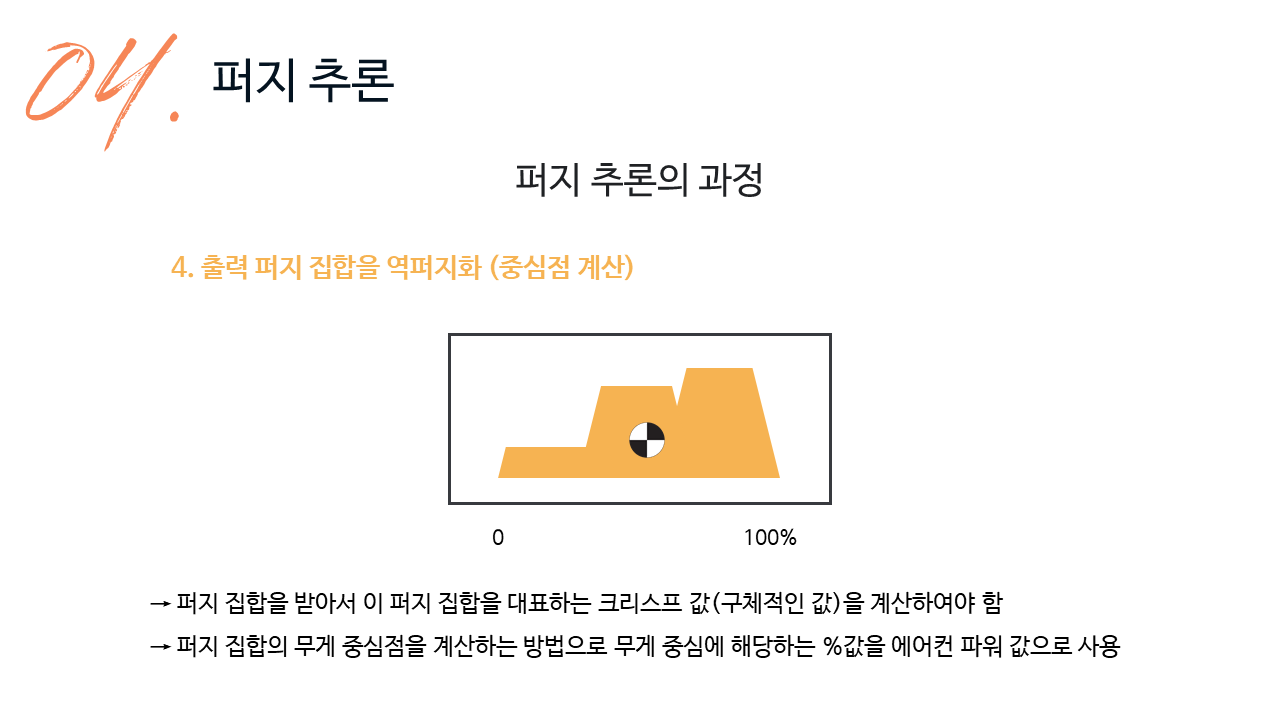 04.
퍼지 추론
퍼지 추론의 과정
4. 출력 퍼지 집합을 역퍼지화 (중심점 계산)
0
100%
→ 퍼지 집합을 받아서 이 퍼지 집합을 대표하는 크리스프 값(구체적인 값)을 계산하여야 함
→ 퍼지 집합의 무게 중심점을 계산하는 방법으로 무게 중심에 해당하는 %값을 에어컨 파워 값으로 사용